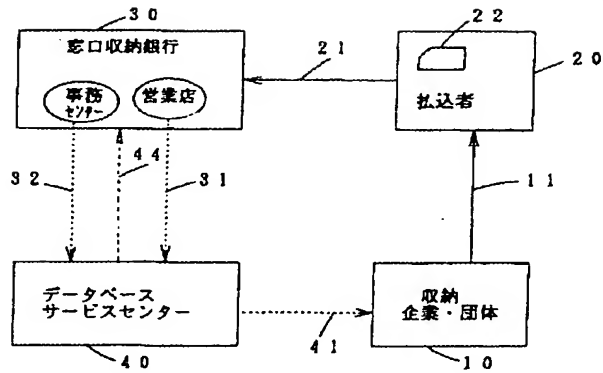 30
窓口収納銀行
事務
センター
営業店
21
22
20
払込者
32
44
31
11
データベース
サービスセンター
40
41
収納
企業・団体
10